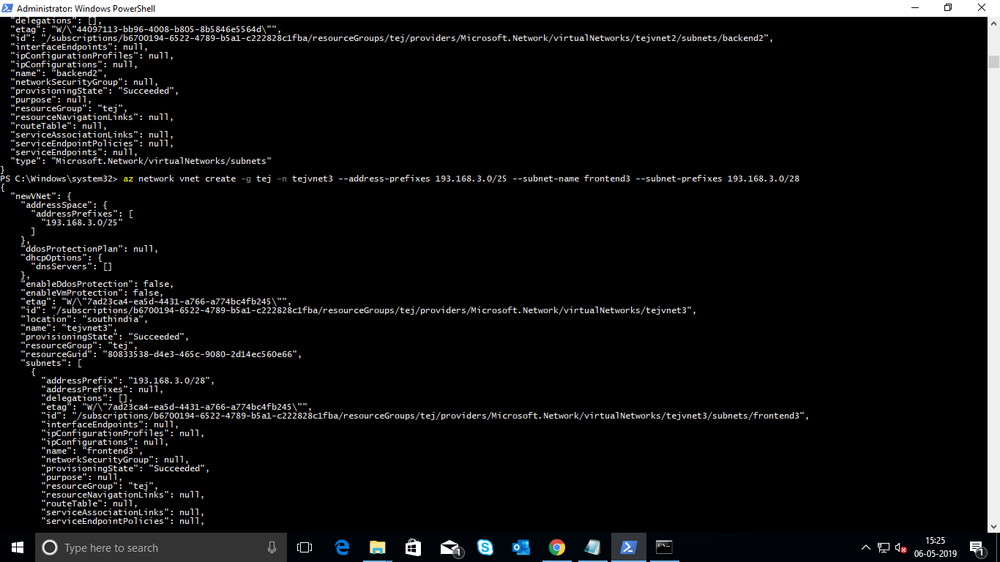 Administrator: Windows PowerShell
  "delegations": [],
  "etag": "W/\"44097113-bb96-4008-b805-8b5846e5564d\"",
  "id": "/subscriptions/b6700194-6522-4789-b5a1-c222828c1fba/resourceGroups/tej/providers/Microsoft.Network/virtualNetworks/tejvnet2/subnets/backend2",
  "interfaceEndpoints": null,
  "ipConfigurationProfiles": null,
  "ipConfigurations": null,
  "name": "backend2",
  "networkSecurityGroup": null,
  "provisioningState": "Succeeded",
  "purpose": null,
  "resourceGroup": "tej",
  "resourceNavigationLinks": null,
  "routeTable": null,
  "serviceAssociationLinks": null,
  "serviceEndpointPolicies": null,
  "serviceEndpoints": null,
  "type": "Microsoft.Network/virtualNetworks/subnets"
}
PS C:\Windows\system32> az network vnet create -g tej -n tejvnet3 --address-prefixes 193.168.3.0/25 --subnet-name frontend3 --subnet-prefixes 193.168.3.0/28
{
  "newVNet": {
    "addressSpace": {
      "addressPrefixes": [
        "193.168.3.0/25"
      ]
    },
    "ddosProtectionPlan": null,
    "dhcpOptions": {
      "dnsServers": []
    },
    "enableDdosProtection": false,
    "enableVmProtection": false,
    "etag": "W/\"7ad23ca4-ea5d-4431-a766-a774bc4fb245\"",
    "id": "/subscriptions/b6700194-6522-4789-b5a1-c222828c1fba/resourceGroups/tej/providers/Microsoft.Network/virtualNetworks/tejvnet3",
    "location": "southindia",
    "name": "tejvnet3",
    "provisioningState": "Succeeded",
    "resourceGroup": "tej",
    "resourceGuid": "80833538-d4e3-465c-9080-2d14ec560e66",
    "subnets": [
      {
        "addressPrefix": "193.168.3.0/28",
        "addressPrefixes": null,
        "delegations": [],
        "etag": "W/\"7ad23ca4-ea5d-4431-a766-a774bc4fb245\"",
        "id": "/subscriptions/b6700194-6522-4789-b5a1-c222828c1fba/resourceGroups/tej/providers/Microsoft.Network/virtualNetworks/tejvnet3/subnets/frontend3",
        "interfaceEndpoints": null,
        "ipConfigurationProfiles": null,
        "ipConfigurations": null,
        "name": "frontend3",
        "networkSecurityGroup": null,
        "provisioningState": "Succeeded",
        "purpose": null,
        "resourceGroup": "tej",
        "resourceNavigationLinks": null,
        "routeTable": null,
        "serviceAssociationLinks": null,
        "serviceEndpointPolicies": null,
Type here to search
1
15:25
06-05-2019
1